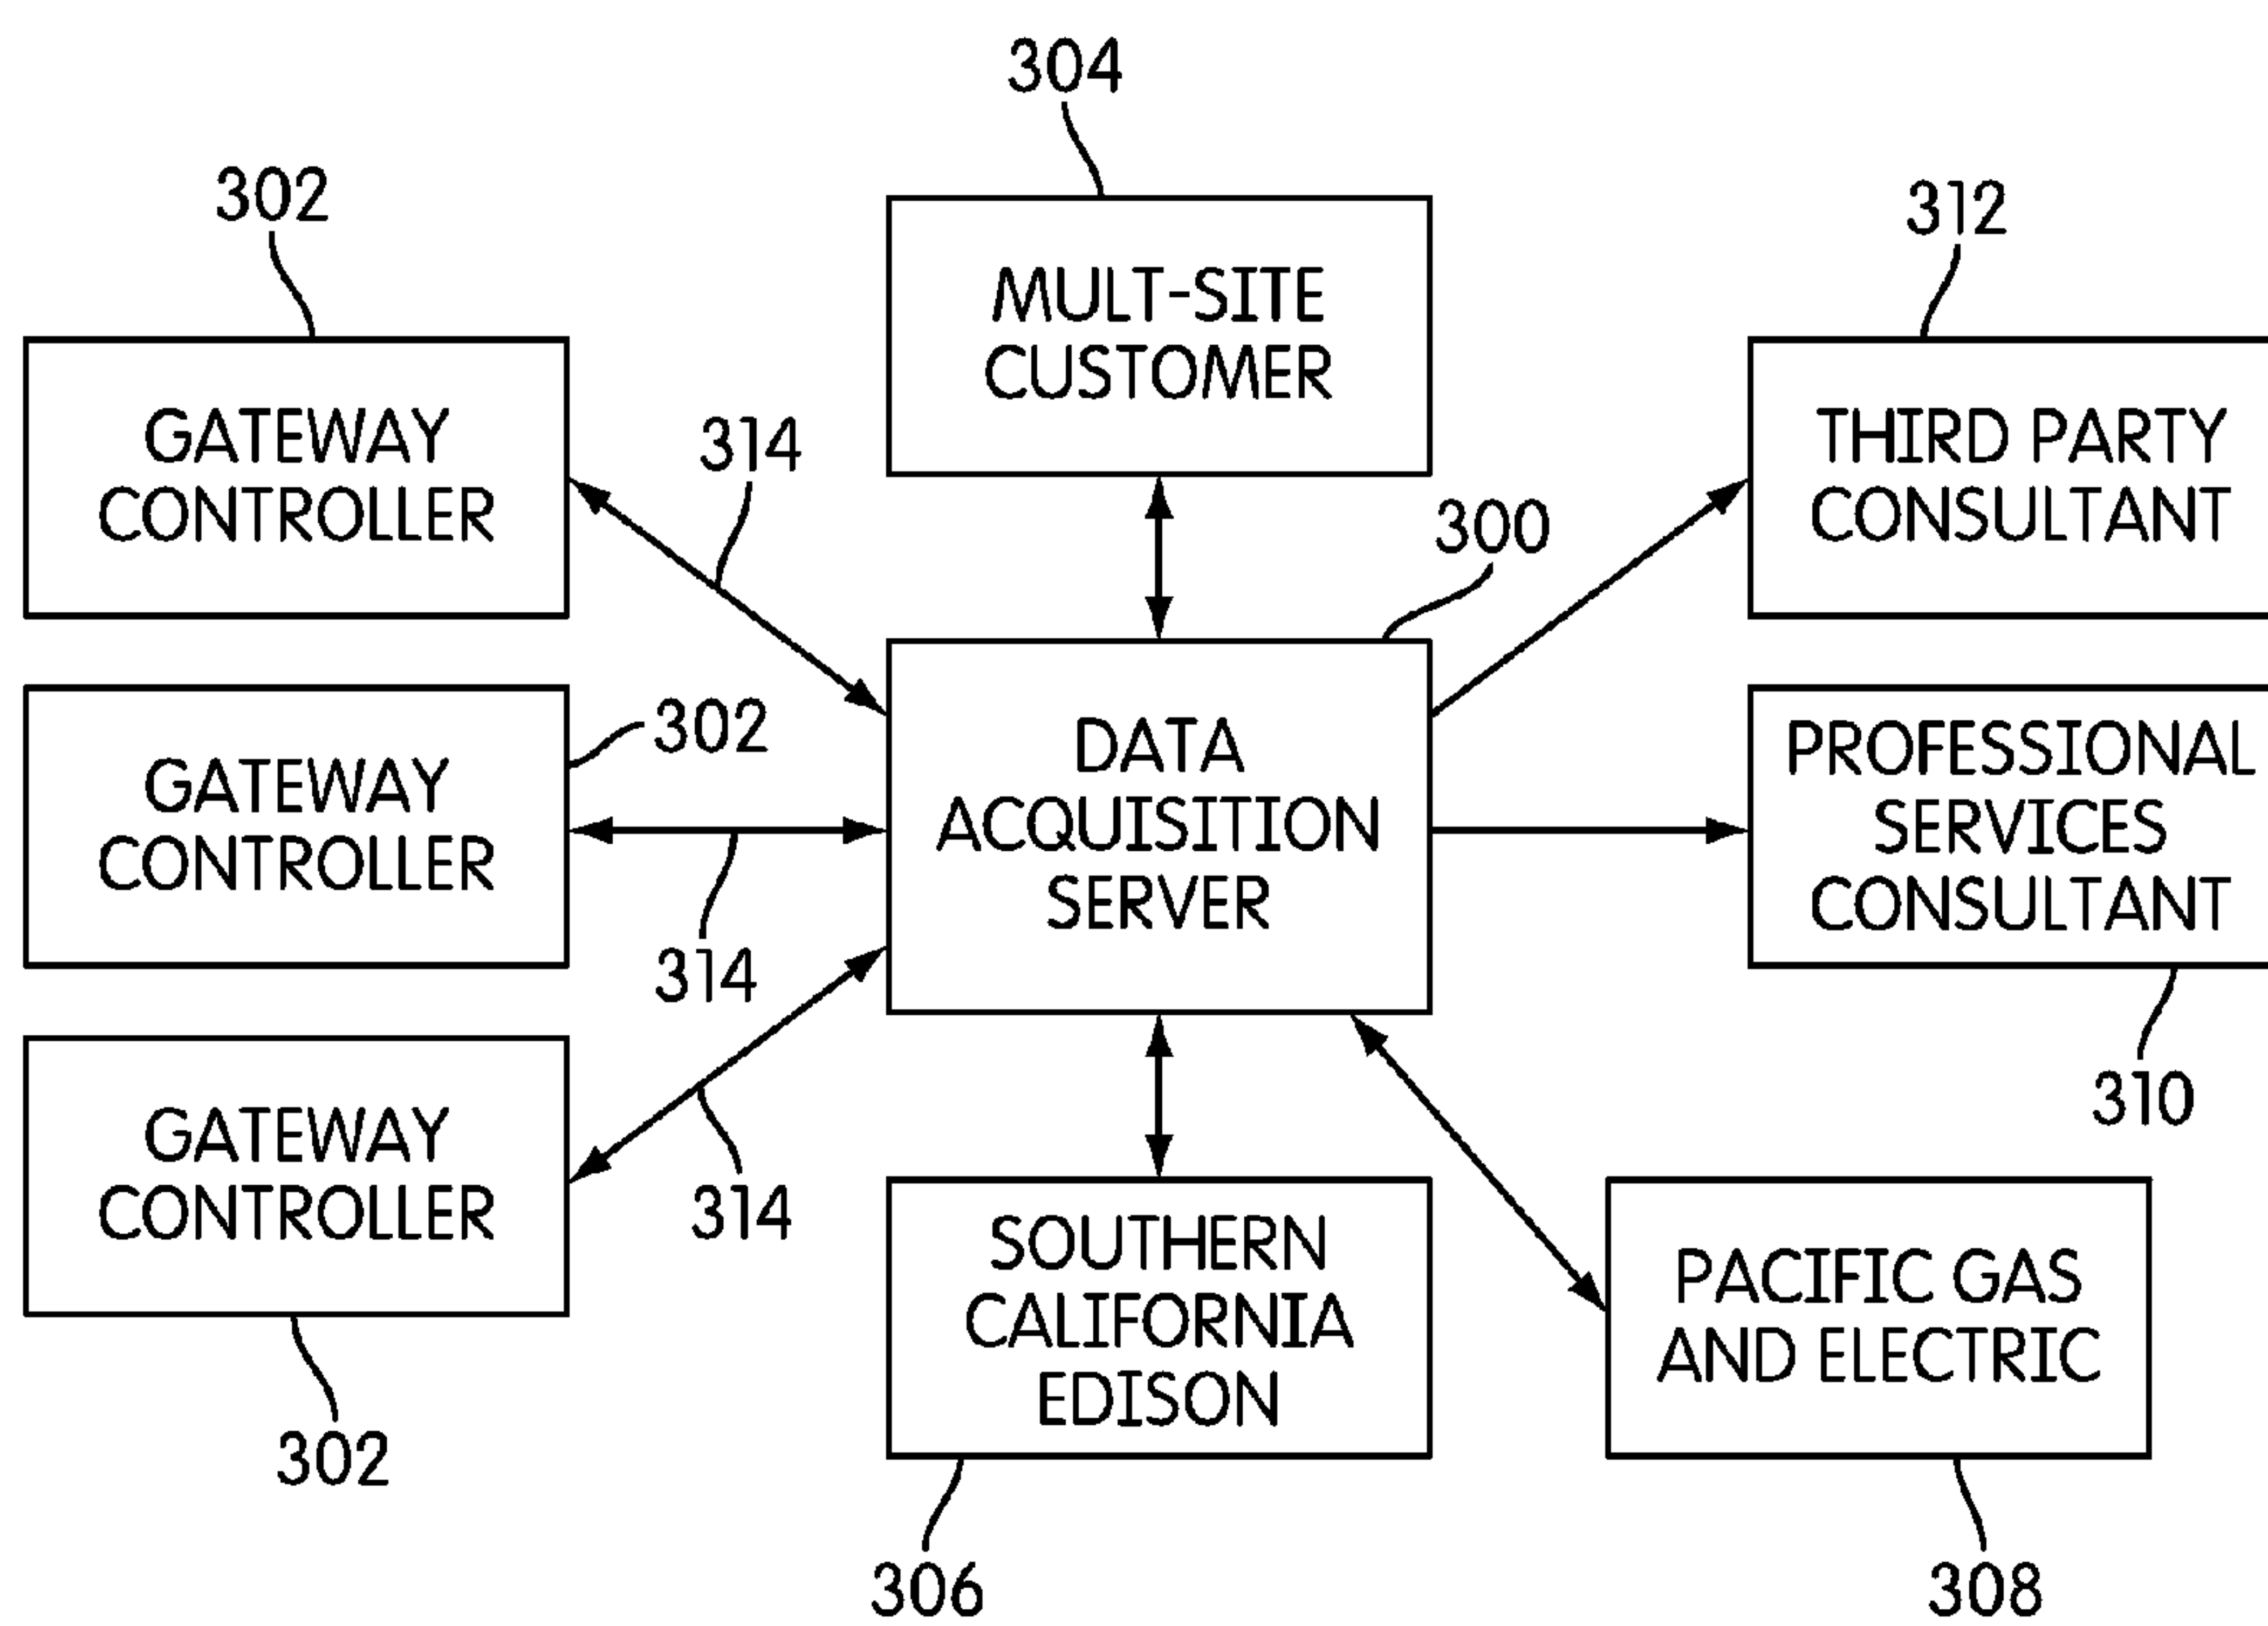 304
302
312
MULT-SITE
CUSTOMER
GATEWAY
CONTROLLER
314
THIRD PARTY
CONSULTANT
300
GATEWAY
CONTROLLER
302
DATA
ACQUISITION
SERVER
PROFESSIONAL
SERVICES
CONSULTANT
314
310
GATEWAY
CONTROLLER
314
SOUTHERN
CALIFORNIA
EDISON
PACIFIC GAS
AND ELECTRIC
302
306
308